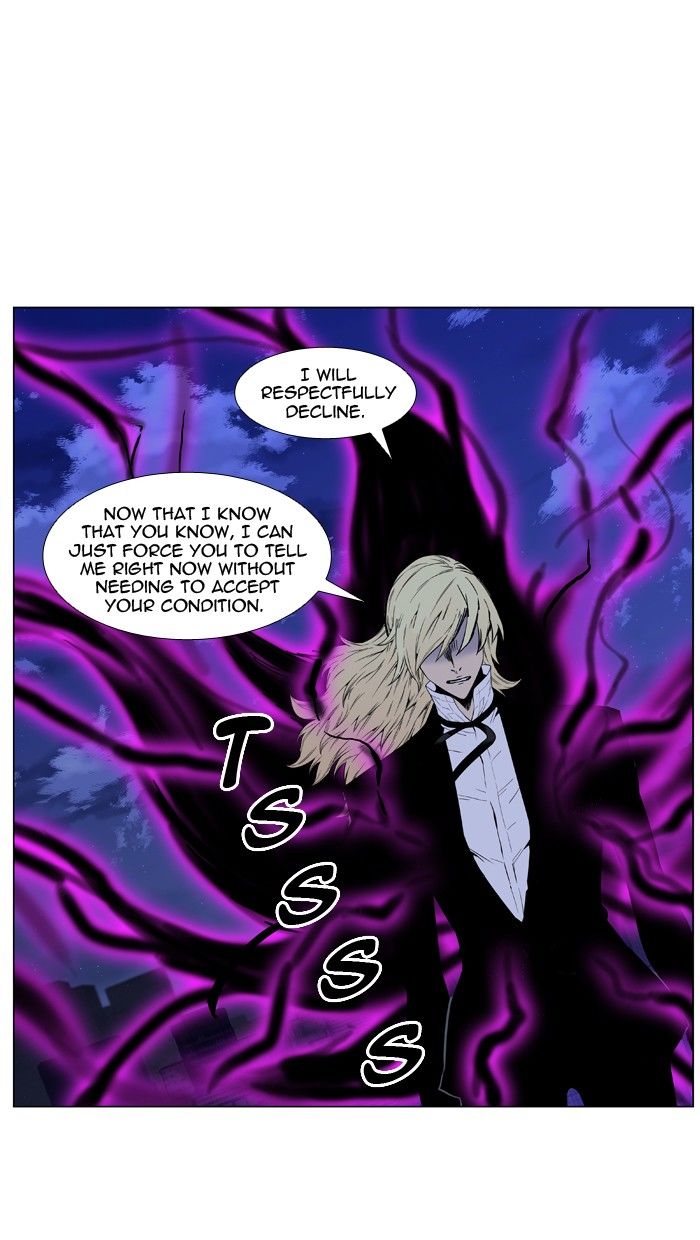 I WILL
RESPECTFULLY
DECLINE.
NOW THAT I KNOW
THAT YOU KNOW, I CAN
JUST FORCE YOU TO TELL
ME RIGHT NOW WITHOUT
NEEDING TO ACCEPT
YOUR CONDITION.
TSSSS